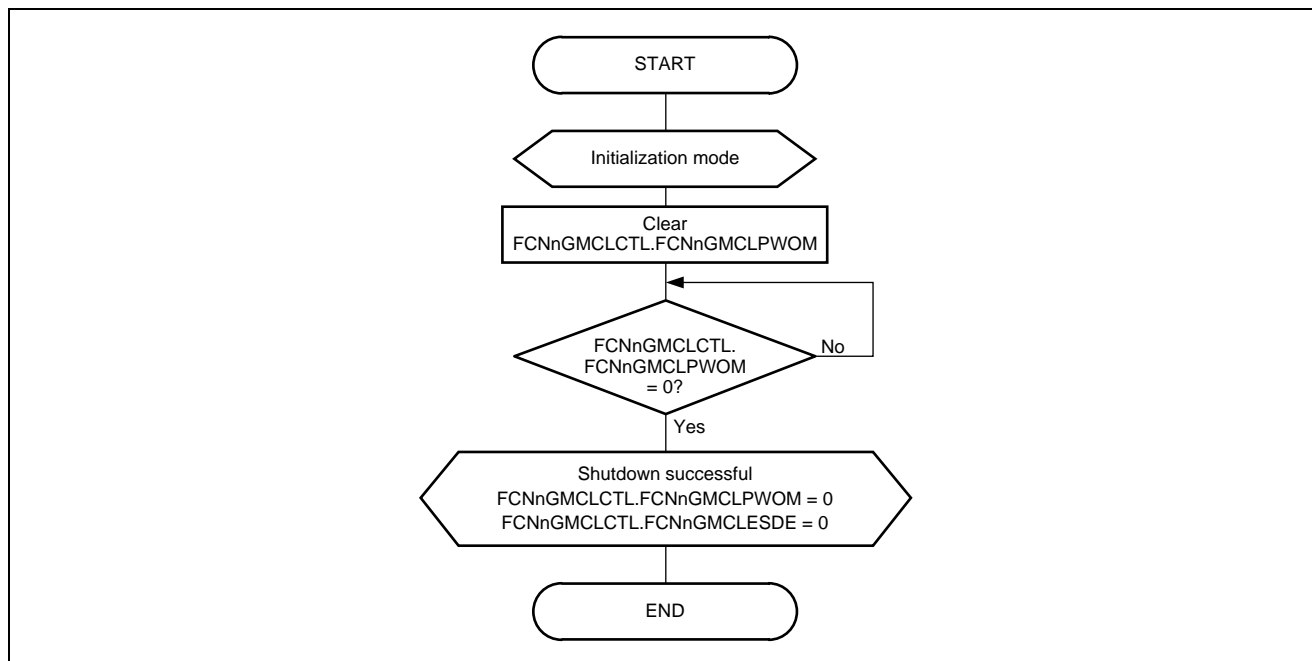 START
Initialization mode
Clear
FCNnGMCLCTL.FCNnGMCLPWOM
FCNnGMCLCTL.
FCNnGMCLPWOM
= 0?
No
Yes
Shutdown successful
FCNnGMCLCTL.FCNnGMCLPWOM = 0
FCNnGMCLCTL.FCNnGMCLESDE = 0
END